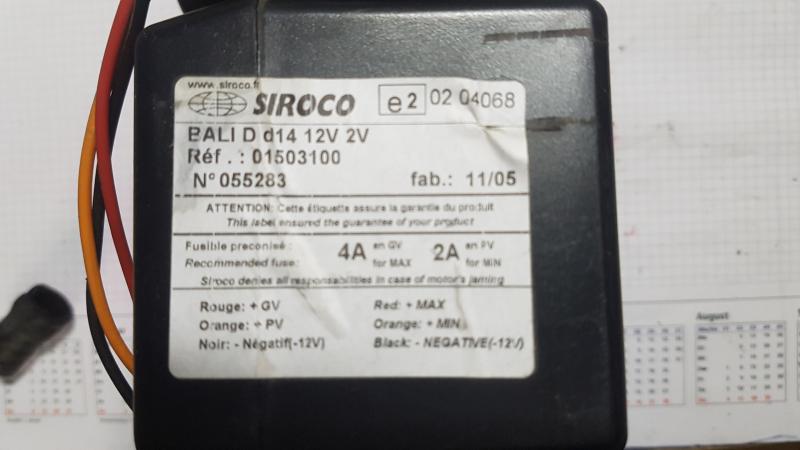 www.siroco.fr
SIROCO e2 02 04068
BALI D d14 12V 2V
Réf . : 01503100
N° 055283 fab.: 11/05
ATTENTION: Cette étiquette assure la garantie du produit
This label ensured the guarantee of your product
Fusible preconisé : 4A en GV 2A en PV
Recommended fuse: for MAX for MIN
Siroco denies all responsabilities in case of motor's jaming
Rouge: + GV Red: + MAX
Orange: + PV Orange: + MIN
Noir: - Négatif(-12V) Black: - NEGATIVE(-12V)
August